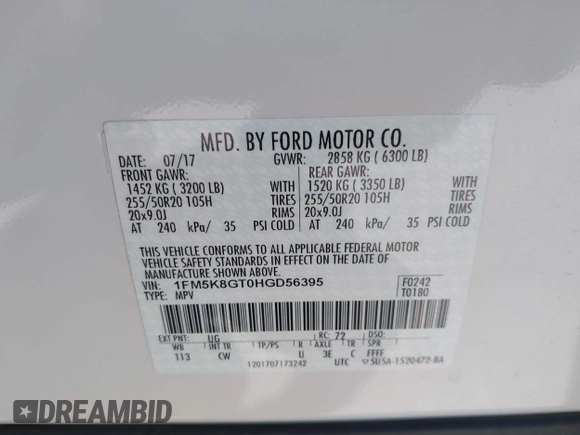 MFD. BY FORD MOTOR CO.
DATE: 07/17 GVWR: 2858 KG ( 6300 LB)
FRONT GAWR: REAR GAWR:
1452 KG ( 3200 LB) WITH 1520 KG ( 3350 LB) WITH
255/50R20 105H TIRES 255/50R20 105H TIRES
20x9.0J RIMS 20x9.0J RIMS
AT 240 kPa/ 35 PSI COLD AT 240 kPa/ 35 PSI COLD
THIS VEHICLE CONFORMS TO ALL APPLICABLE FEDERAL MOTOR
VEHICLE SAFETY STANDARDS IN EFFECT ON THE DATE OF
MANUFACTURE SHOWN ABOVE.
VIN: 1FM5K8GT0HGD56395 F0242
TYPE: MPV T0180
EXT PNT: UG RC: 72 DSO:
WB INT TR TP/PS R AXLE TR SPR
113 CW U 3E C FFFF
1201707173242 UTC 5U5A-1520472-BA
DREAMBID